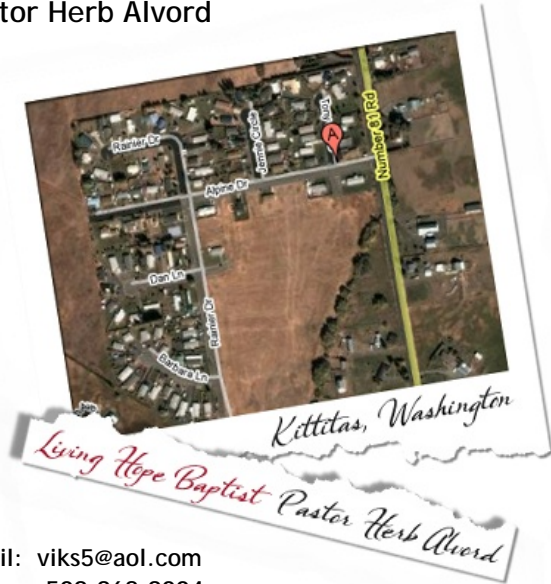 tor Herb Alvord
Rainier Dr
Jennie Circle
Tony
A
Number 81 Rd
Alpine Dr
Dan Ln
Rainier Dr
Barbara Ln
Kittitas, Washington
Living Hope Baptist Pastor Herb Alvord
il: viks5@aol.com